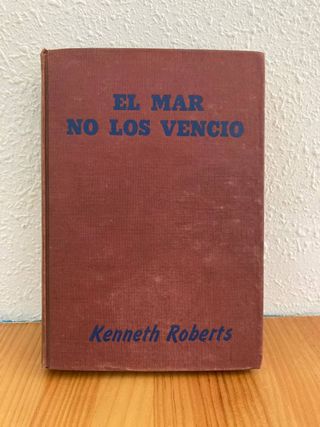 EL MAR
NO LOS VENCIO
Kenneth Roberts